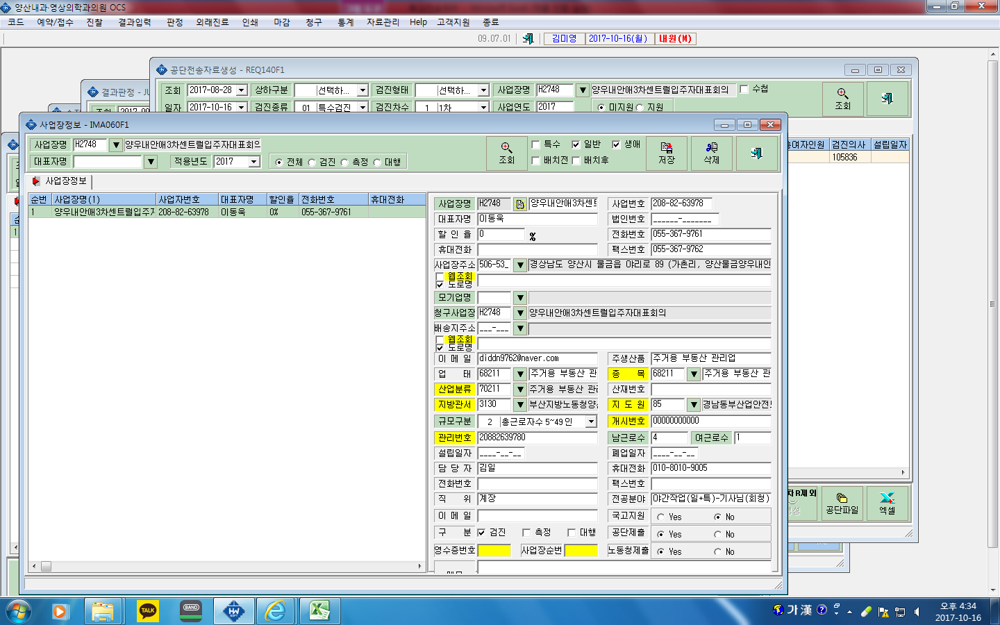 양산내과·영상의학과의원 OCS
코드 예약/접수 진찰 결과입력 판정 외래진료 인쇄 마감 청구 통계 자료관리 Help 고객지원 종료
09.07.01 김미영 2017-10-16(월) 내원(M)
공단전송자료생성 - REQ140F1
조회 2017-08-28 상하구분 선택하... 검진형태 선택하... 사업장명 H2748 양우내안애3차센트럴입주자대표회의 수첩
일자 2017-10-16 검진종류 01 특수검진 검진차수 1 1차 사업연도 2017 미지원 지원
조회
결과판정 - JU
사업장정보 - IMA060F1
사업장명 H2748 양우내안애3차센트럴입주자대표회의
대표자명 적용년도 2017 전체 검진 측정 대행
조회 특수 일반 생애 배치전 배치후 저장 삭제
사업장정보
순번 사업장명(1) 사업자번호 대표자명 할인율 전화번호 휴대전화
1 양우내안애3차센트럴입주자 208-82-63978 이동욱 0% 055-367-9761
사업장명 H2748 양우내안애3차센트 사업번호 208-82-63978
대표자명 이동욱 법인번호 ______-_______
할 인 율 0 % 전화번호 055-367-9761
휴대전화 팩스번호 055-367-9762
사업장주소 506-53_ 경상남도 양산시 물금읍 야리로 89 (가촌리, 양산물금양우내인
웹조회
도로명
모기업명
청구사업장 H2748 양우내안애3차센트럴입주자대표회의
배송지주소 ___-___
웹조회
도로명
이 메 일 diddn9762@naver.com 주생산품 주거용 부동산 관리업
업 태 68211 주거용 부동산 관 종 목 68211 주거용 부동산 관
산업분류 70211 주거용 부동산 관리 산재번호
지방관서 3130 부산지방노동청양 지 도 원 85 경남동부산업안전
규모구분 2 총근로자수 5~49인 개시번호 00000000000
관리번호 20882639780 남근로수 4 여근로수 1
설립일자 ____-__-__ 폐업일자 ____-__-__
담 당 자 김일 휴대전화 010-8010-9005
전화번호 팩스번호
직 위 계장 전공분야 야간작업(일+특)-기사님(회청)
이 메 일 국고지원 Yes No
구 분 검진 측정 대행 공단제출 Yes No
영수증번호 사업장순번 노동청제출 Yes No
메모
여자인원 검진의사 설립일자
105836
차R제외
공단파일 엑셀
TALK BAND HW
가 漢 오후 4:34
2017-10-16